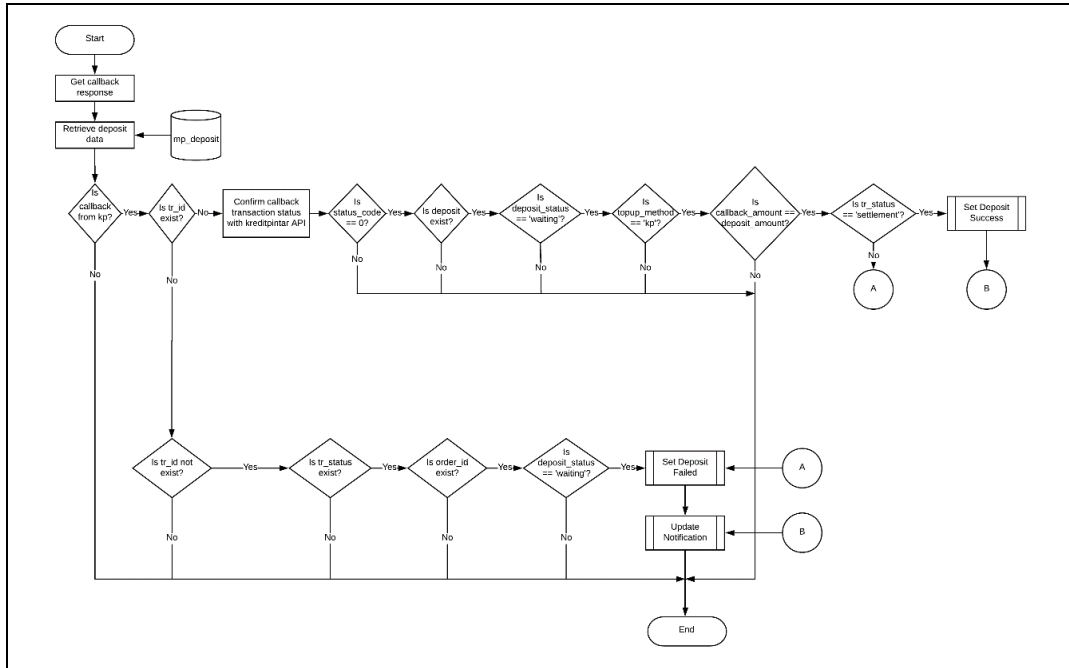 Start
Get callback
response
Retrieve deposit
data
mp_deposit
Is
callback
from kp?
Yes
Is tr_id
exist?
No
Confirm callback
transaction status
with kreditpintar API
Is
status_code
== 0?
Yes
Is deposit
exist?
Yes
Is
deposit_status
== 'waiting'?
Yes
Is
topup_method
== 'kp'?
Yes
Is
callback_amount ==
deposit_amount?
Yes
Is tr_status
== 'settlement'?
Yes
Set Deposit
Success
No
No
No
No
No
No
No
No
A
B
Is tr_id not
exist?
Yes
Is tr_status
exist?
Yes
Is order_id
exist?
Yes
Is
deposit_status
== 'waiting'?
Yes
Set Deposit
Failed
A
No
No
No
No
Update
Notification
B
End